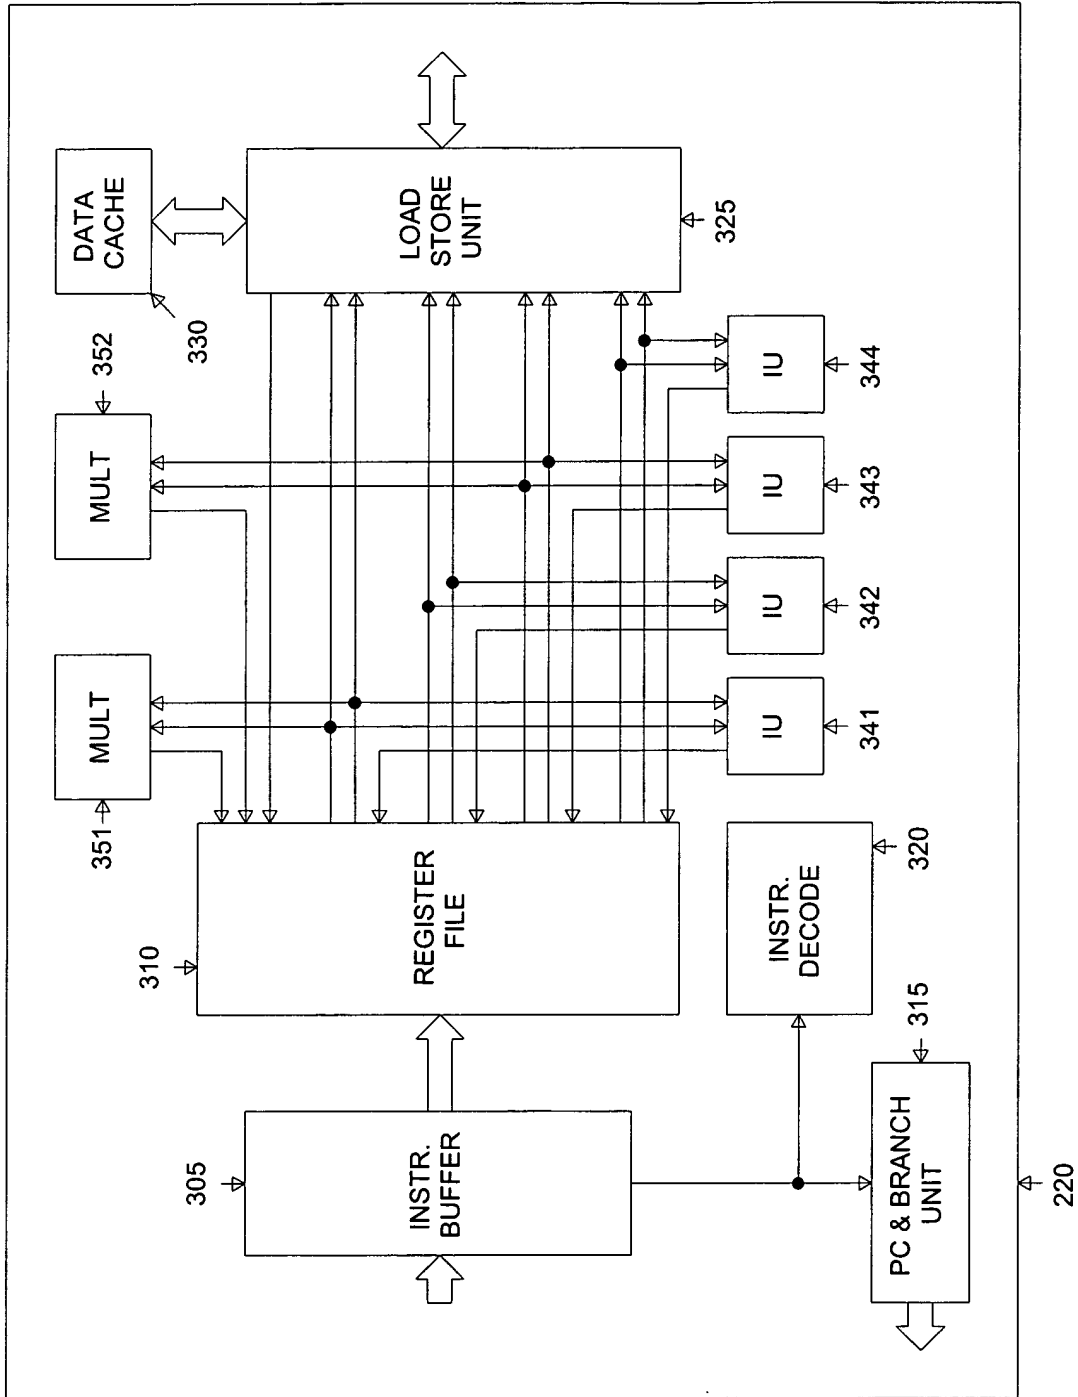 DATA
CACHE
330
352
MULT
351
MULT
LOAD
STORE
UNIT
325
310
REGISTER
FILE
IU
341
IU
342
IU
343
IU
344
305
INSTR.
BUFFER
INSTR.
DECODE
320
PC & BRANCH
UNIT
315
220